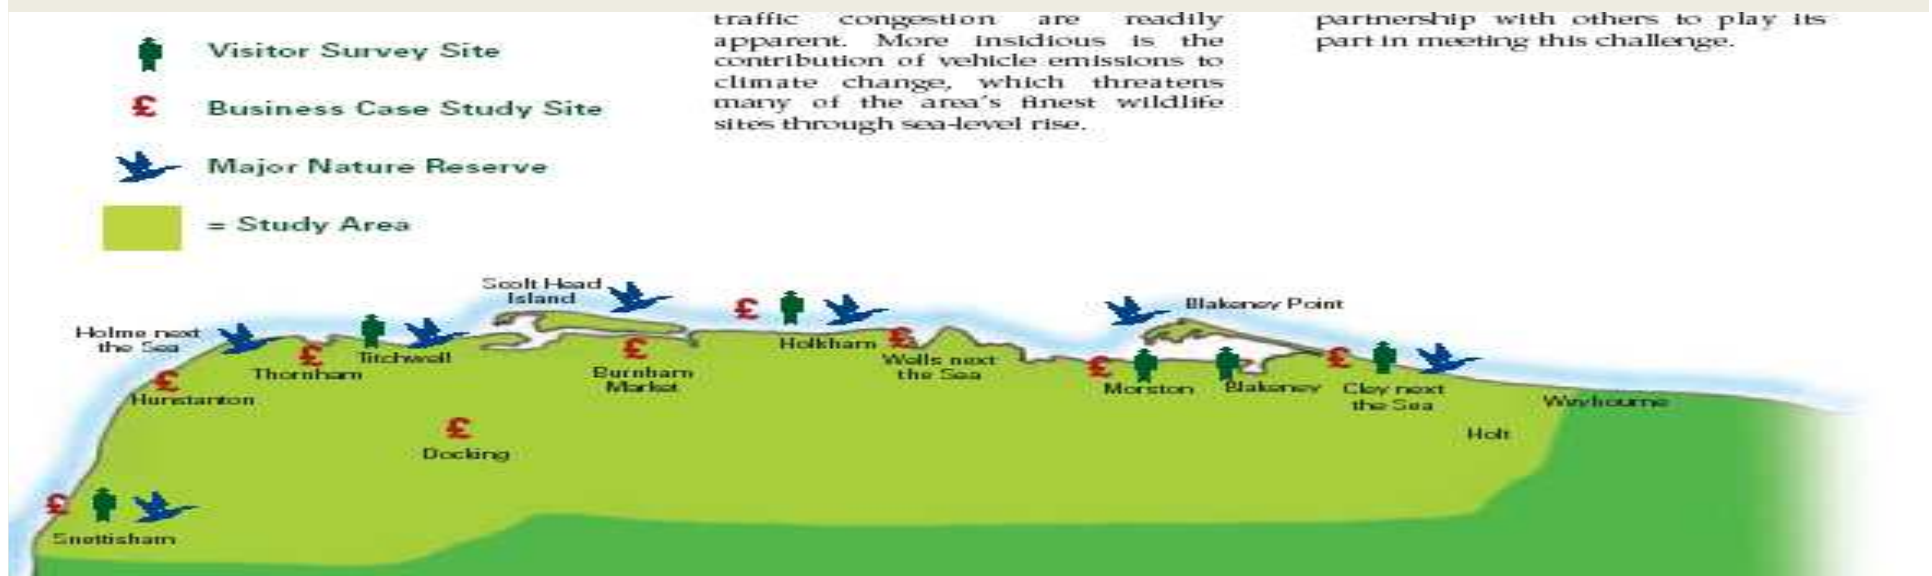 Visitor Survey Site
£ Business Case Study Site
Major Nature Reserve
= Study Area
traffic congestion are readily
apparent. More insidious is the
contribution of vehicle emissions to
climate change, which threatens
many of the area's finest wildlife
sites through sea-level rise.
partnership with others to play its
part in meeting this challenge.
Scolt Head
Island
£
Blakeney Point
Holme next
the Sea
£
Thornham
Titchwell
£
Burnham
Market
Holkham
£
Wells next
the Sea
£
Morston
Blakeney
£
Cley next
the Sea
Weybourne
£
Hunstanton
Holt
£
Docking
£
Snettisham